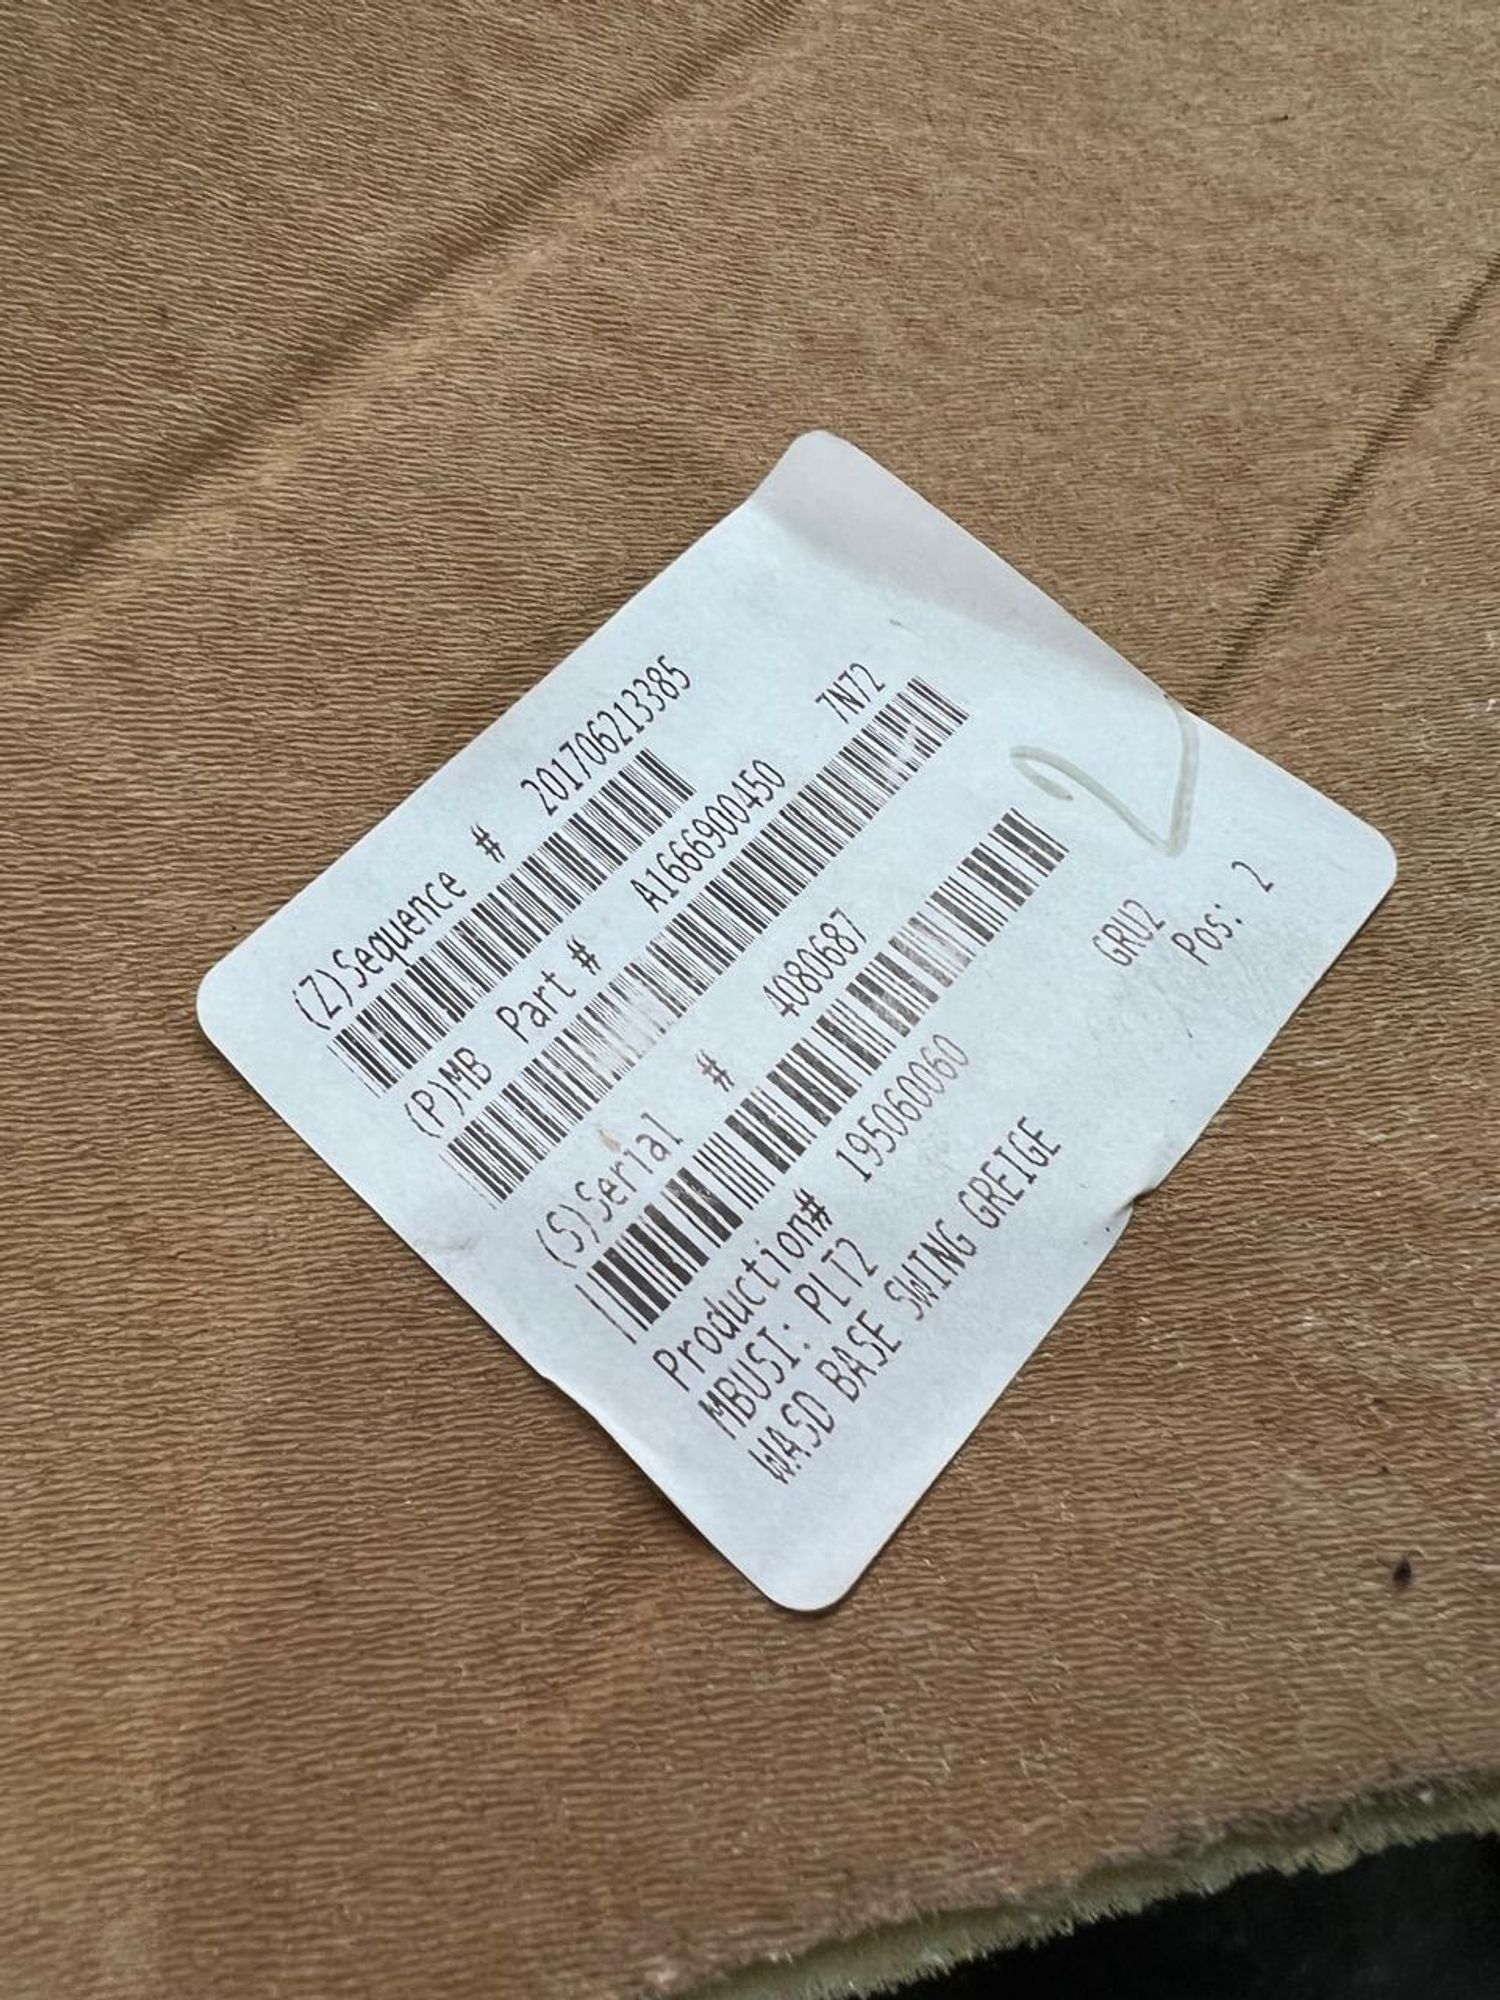 (Z)Sequence # 201706213385
(P)MB Part # A1666900450 7N72
(S)Serial # 4080687
Production# 195060060
MBUSI: PLT2 GRU2
WASD BASE SWING GREIGE Pos: 2
2